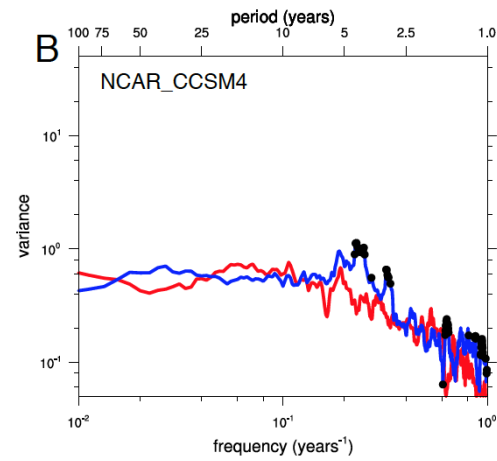 period (years)
100 75 50 25 10 5 2.5 1.0
B
NCAR_CCSM4
variance
10¹
10⁰
10⁻¹
10⁻² 10⁻¹ 10⁰
frequency (years⁻¹)